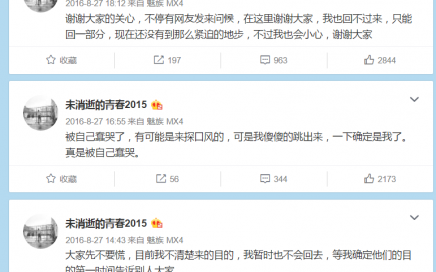 2016-8-27 18:12 来自 魅族 MX4
谢谢大家的关心，不停有网友发来问候，在这里谢谢大家，我也回不过来，只能
回一部分，现在还没有到那么紧迫的地步，不过我也会小心，谢谢大家
收藏 197 963 2844
未消逝的青春2015
2016-8-27 16:55 来自 魅族 MX4
被自己蠢哭了，有可能是来探口风的，可是我傻傻的跳出来，一下确定是我了。
真是被自己蠢哭。
收藏 56 344 2173
未消逝的青春2015
2016-8-27 14:43 来自 魅族 MX4
大家先不要慌，目前我不清楚来的目的，我暂时也不会回去，等我确定他们的目
的第一时间告诉别人大家